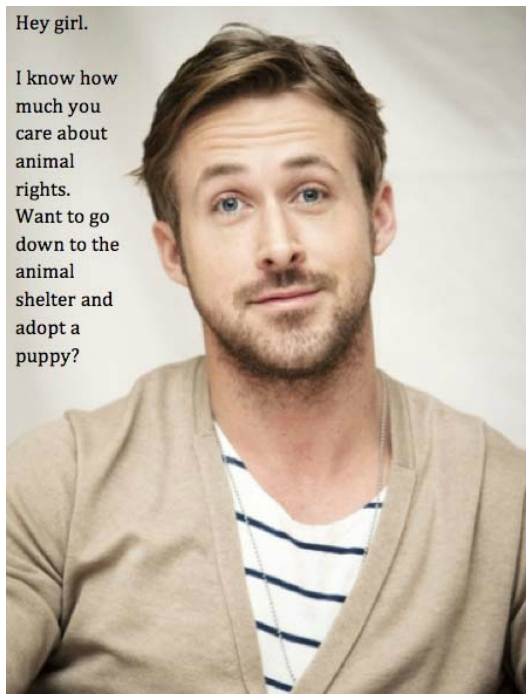 Hey girl.
I know how
much you
care about
animal
rights.
Want to go
down to the
animal
shelter and
adopt a
puppy?